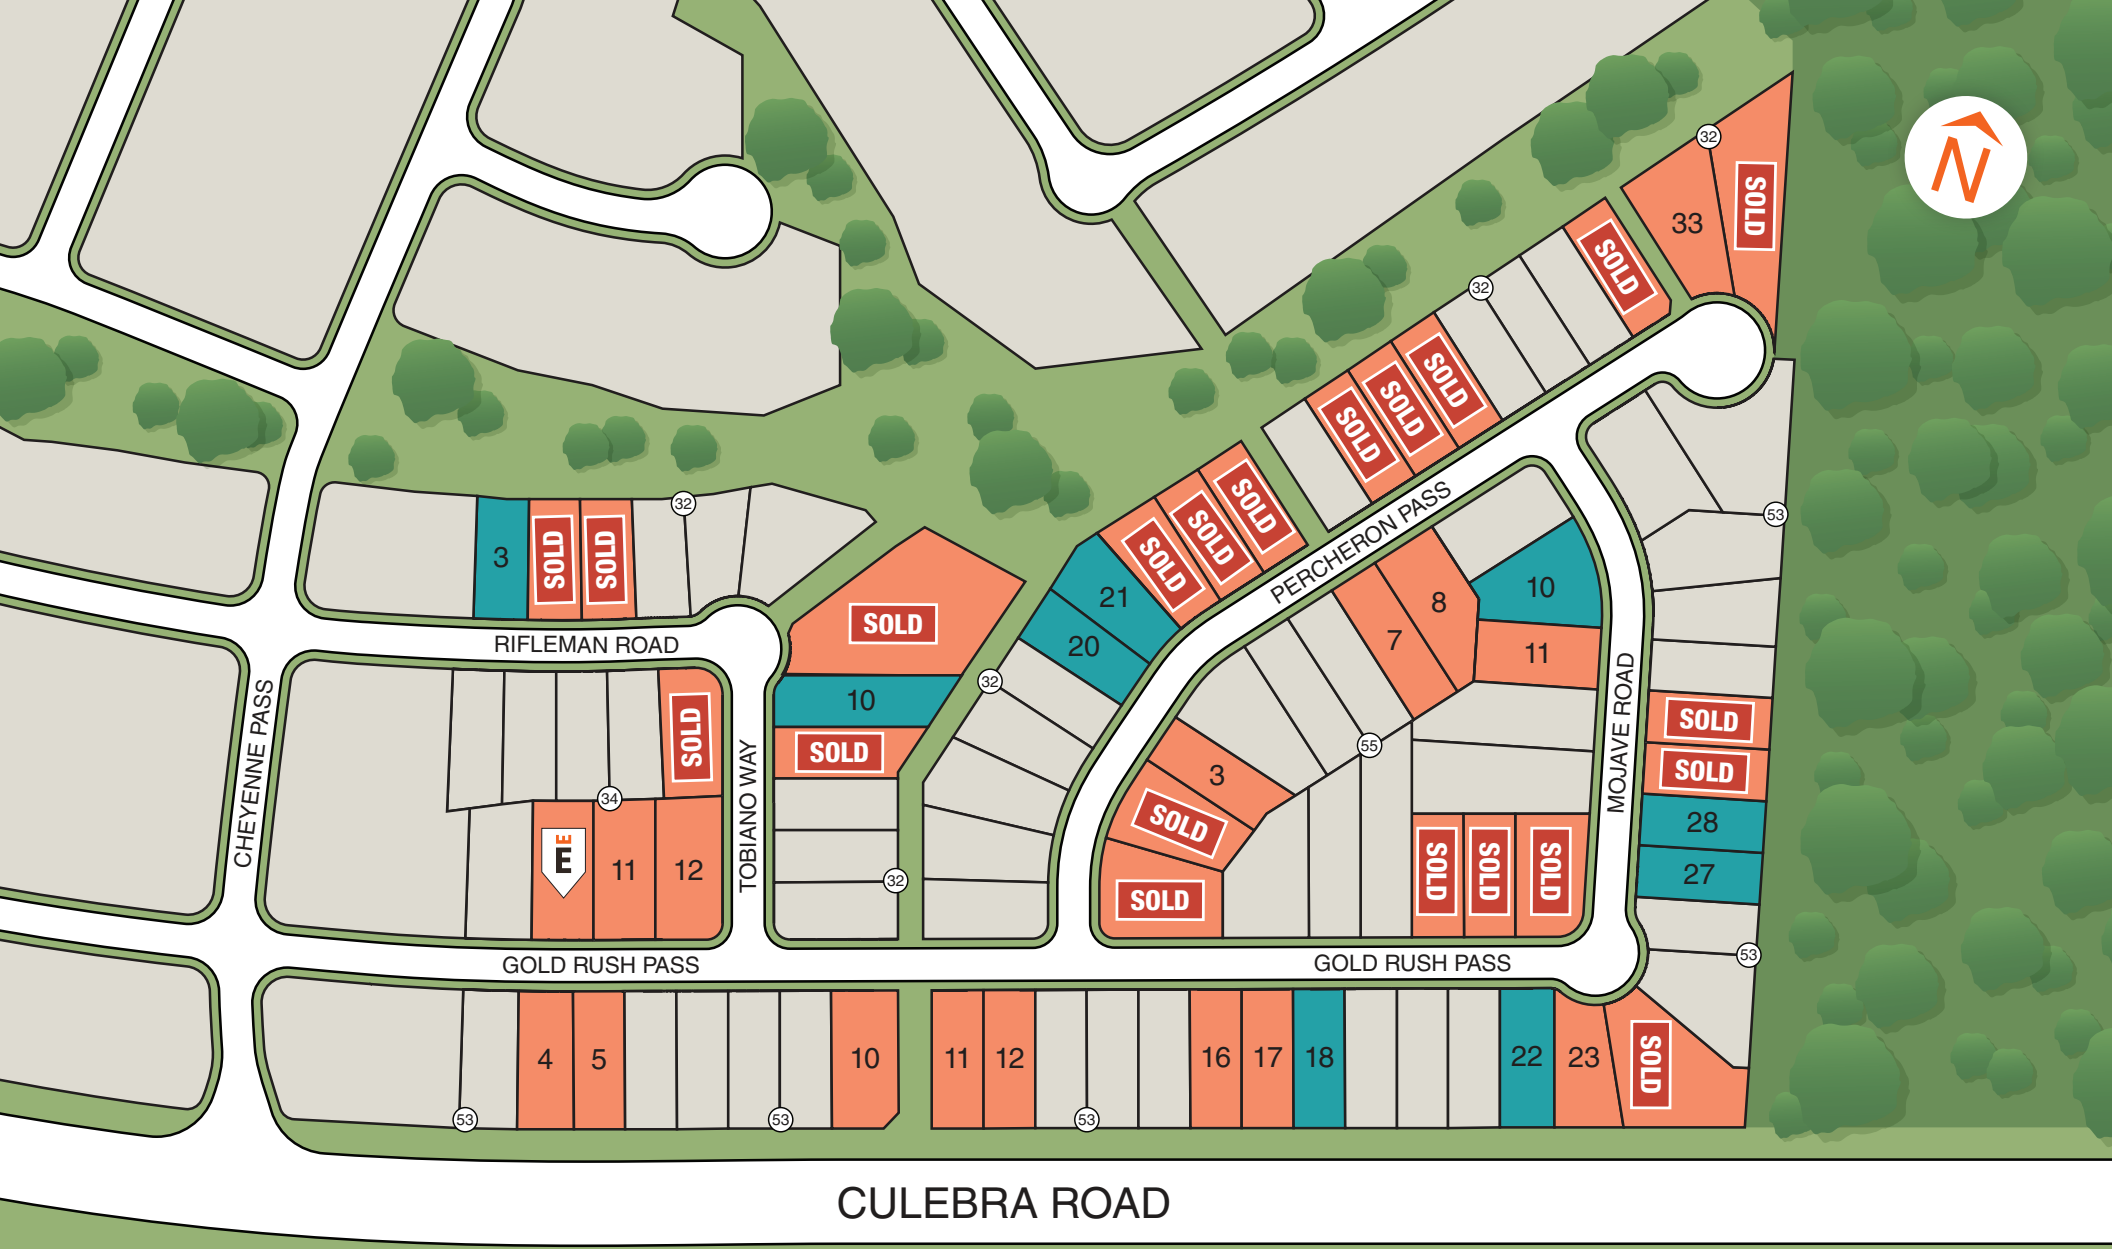 32
N
SOLD
33
32
SOLD
SOLD
SOLD
SOLD
32
3
SOLD
SOLD
SOLD
SOLD
SOLD
53
PERCHERON PASS
21
20
8
10
7
11
SOLD
RIFLEMAN ROAD
32
10
SOLD
SOLD
CHEYENNE PASS
TOBIANO WAY
MOJAVE ROAD
SOLD
SOLD
55
3
SOLD
34
E
E
11
12
32
SOLD
SOLD
SOLD
SOLD
28
27
53
GOLD RUSH PASS
GOLD RUSH PASS
4
5
10
11
12
16
17
18
22
23
SOLD
53
53
53
CULEBRA ROAD